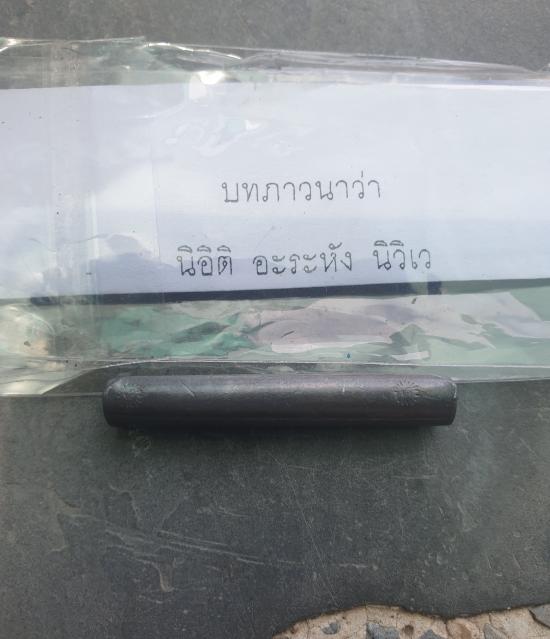 บทภาวนาว่า
นิอิติ อะระหัง นิวิเว